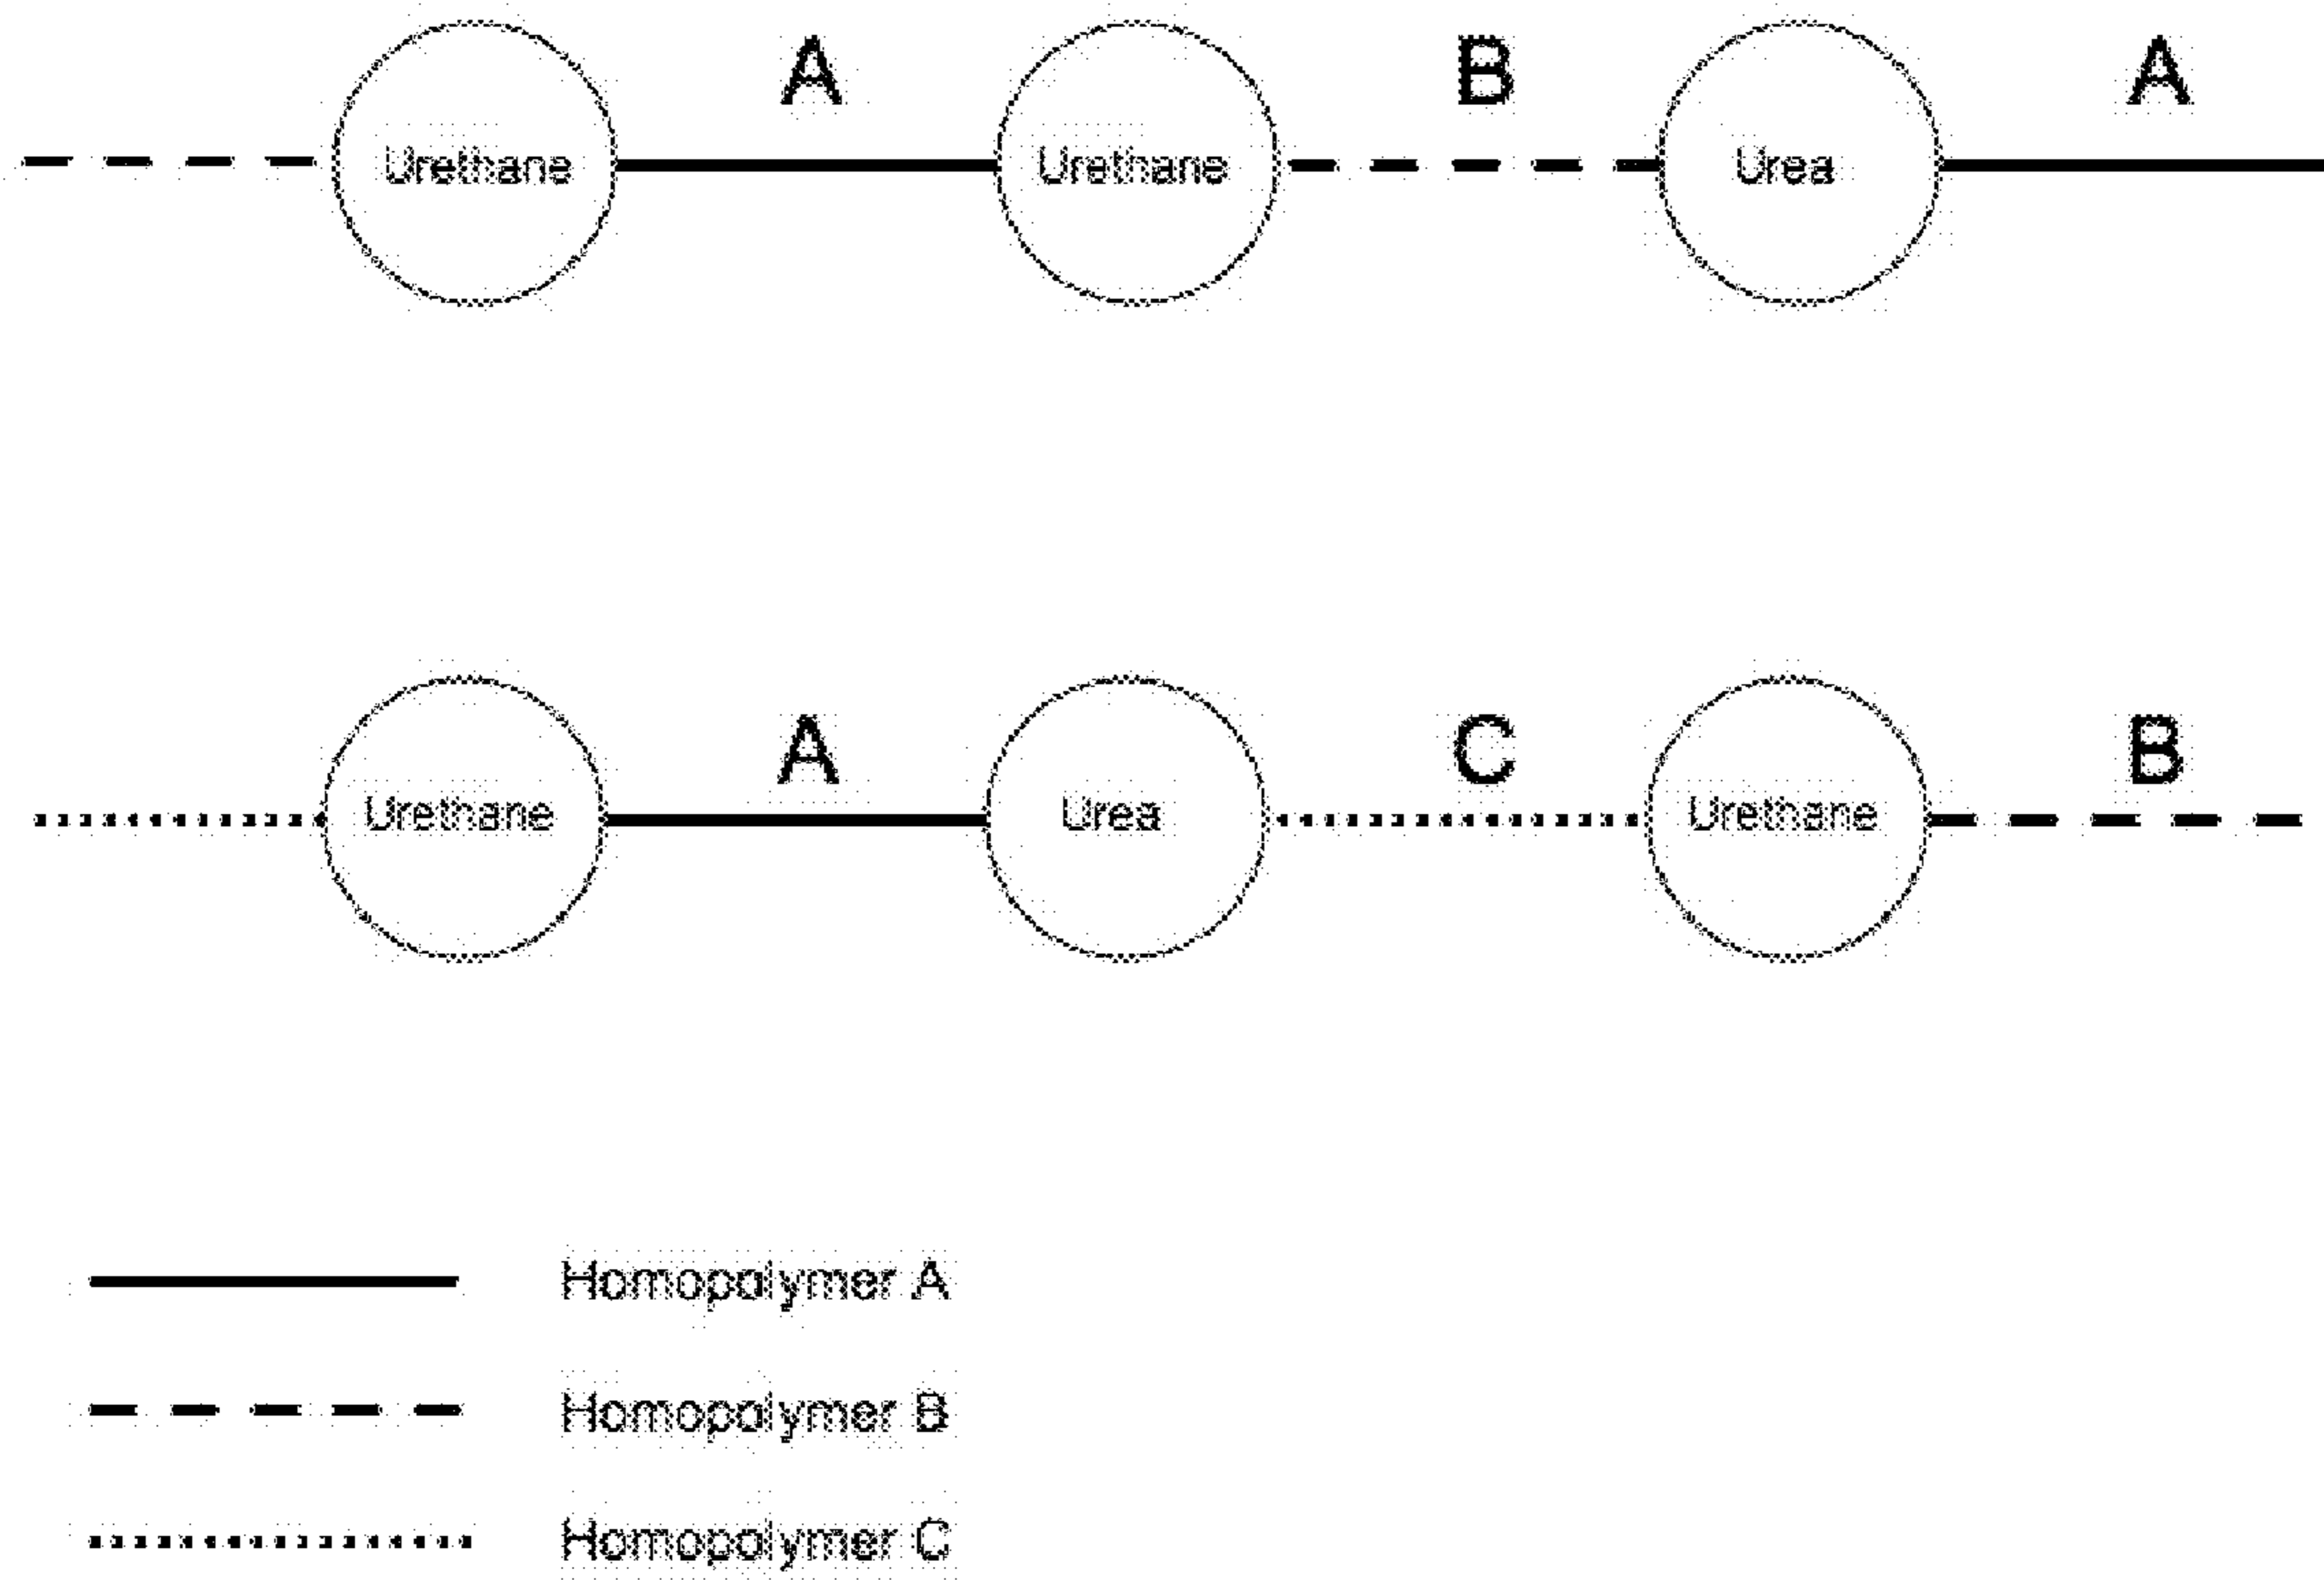 A B A
Urethane Urethane Urea
A C B
Urethane Urea Urethane
Homopolymer A
Homopolymer B
Homopolymer C